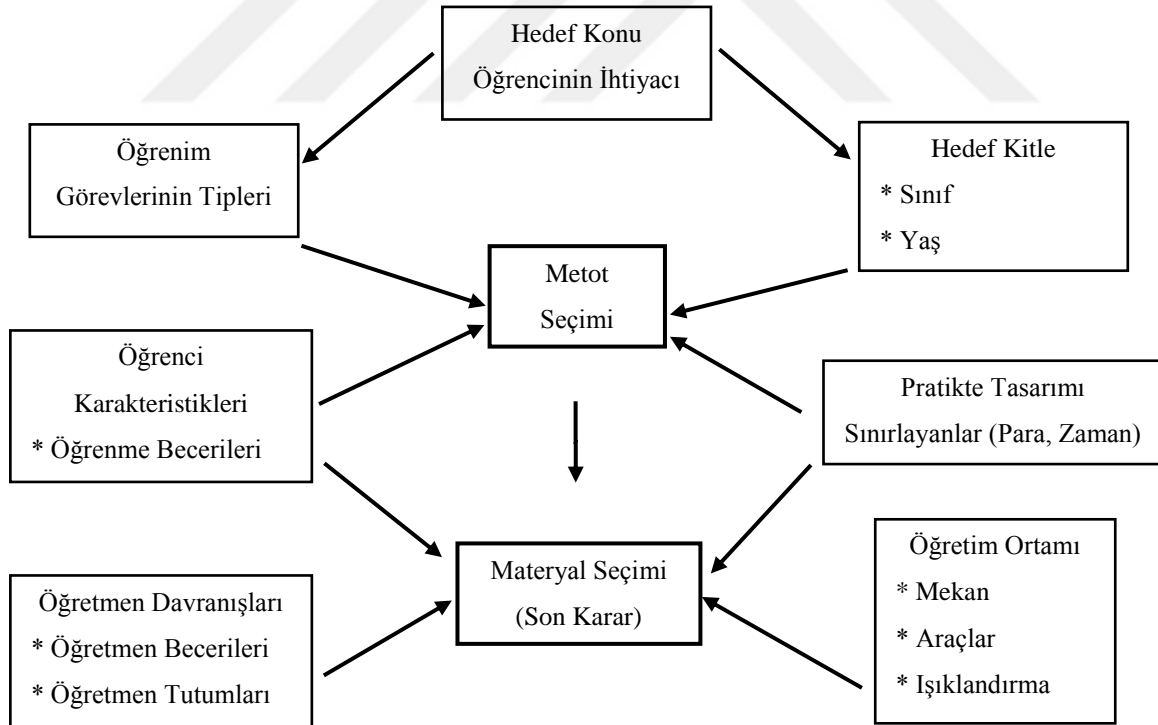 Hedef Konu
Öğrencinin İhtiyacı
Öğrenim
Görevlerinin Tipleri
Hedef Kitle
* Sınıf
* Yaş
Metot
Seçimi
Öğrenci
Karakteristikleri
* Öğrenme Becerileri
Pratikte Tasarımı
Sınırlayanlar (Para, Zaman)
Materyal Seçimi
(Son Karar)
Öğretmen Davranışları
* Öğretmen Becerileri
* Öğretmen Tutumları
Öğretim Ortamı
* Mekan
* Araçlar
* Işıklandırma